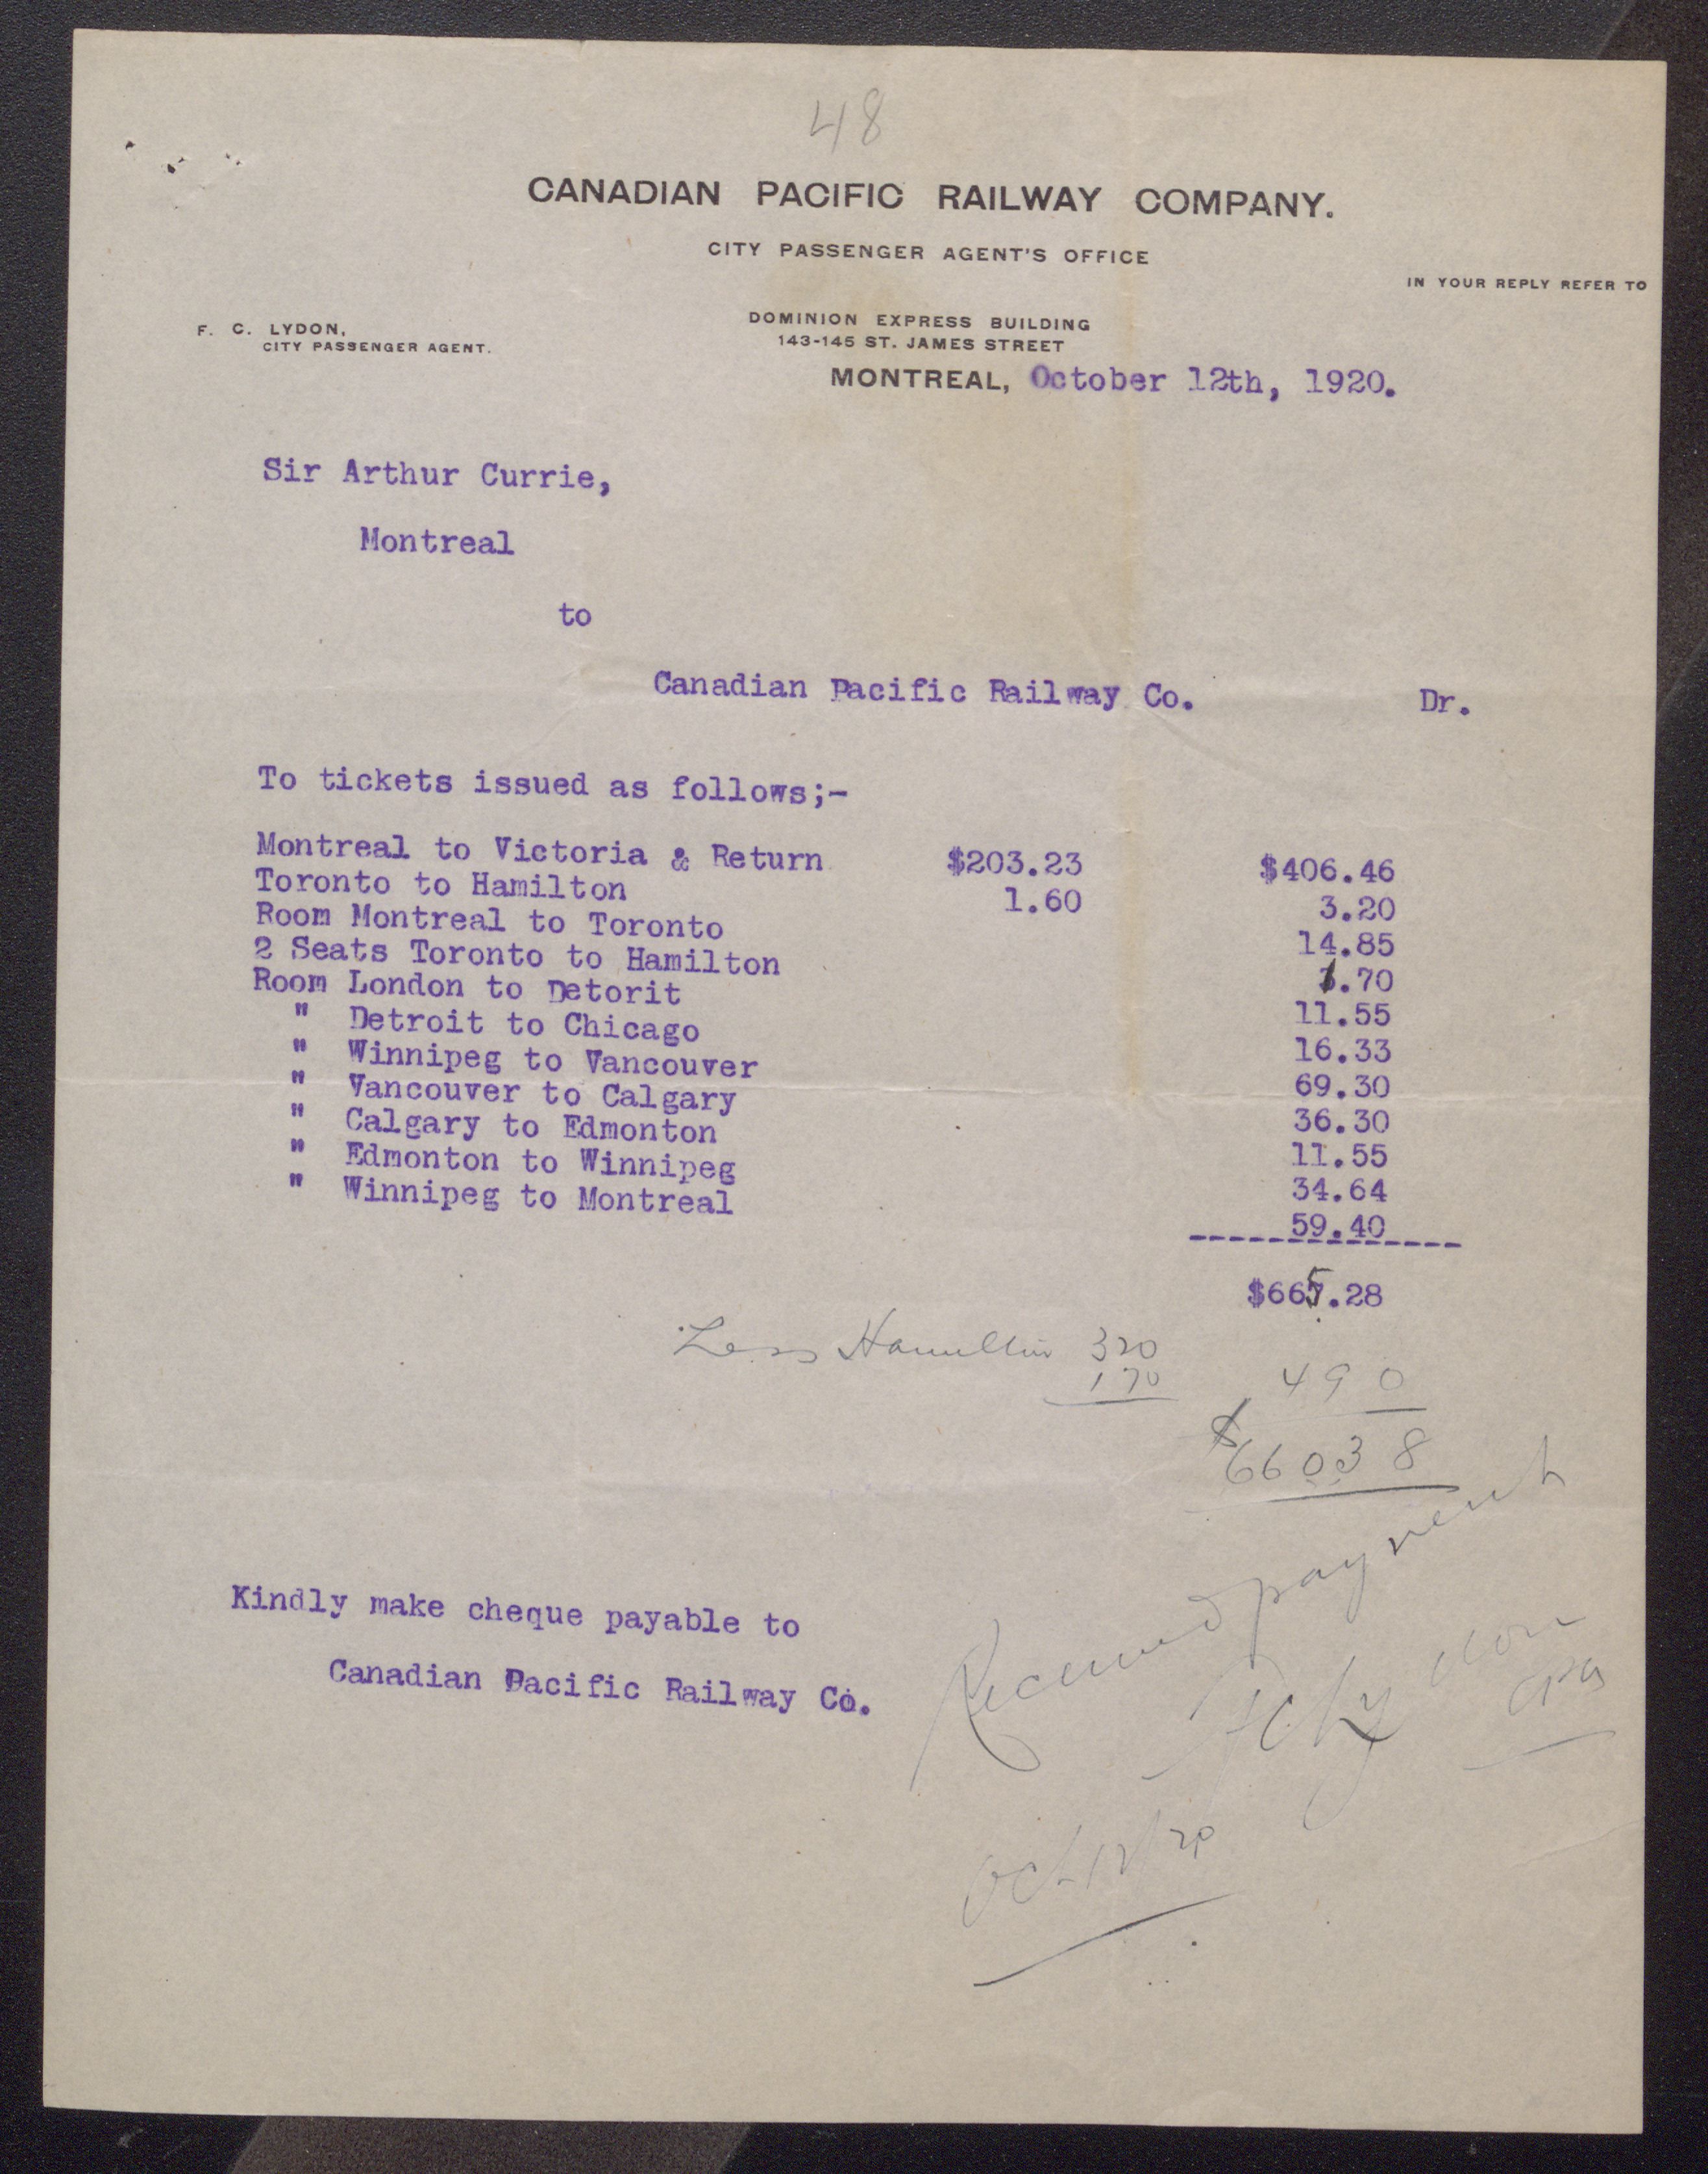 48
CANADIAN PACIFIC RAILWAY COMPANY.
CITY PASSENGER AGENT'S OFFICE
IN YOUR REPLY REFER TO
F. C. LYDON,
CITY PASSENGER AGENT.
DOMINION EXPRESS BUILDING
143-145 ST. JAMES STREET
MONTREAL, October 12th, 1920.
Sir Arthur Currie,
Montreal
to
Canadian Pacific Railway Co. Dr.
To tickets issued as follows;-
Montreal to Victoria & Return $203.23 $406.46
Toronto to Hamilton 1.60 3.20
Room Montreal to Toronto 14.85
2 Seats Toronto to Hamilton 1.70
Room London to Detorit 11.55
" Detroit to Chicago 16.33
" Winnipeg to Vancouver 69.30
" Vancouver to Calgary 36.30
" Calgary to Edmonton 11.55
" Edmonton to Winnipeg 34.64
" Winnipeg to Montreal 59.40
$665.28
Less Hamilton 320
170 490
$66038
Kindly make cheque payable to
Canadian Pacific Railway Co.
Received payment
F C Lydon
CPA
Oct 12/20